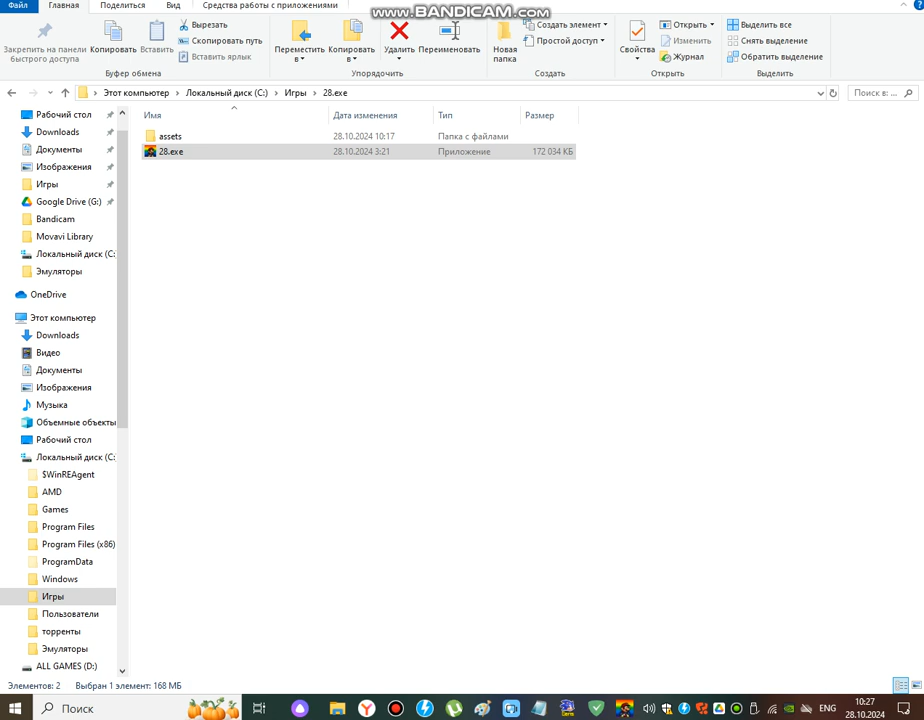 www.BANDICAM.com
Файл Главная Поделиться Вид Средства работы с приложениями
Закрепить на панели быстрого доступа
Копировать
Вставить
Вырезать
Скопировать путь
Вставить ярлык
Переместить в
Копировать в
Удалить
Переименовать
Новая папка
Создать элемент
Простой доступ
Свойства
Открыть
Изменить
Журнал
Выделить все
Снять выделение
Обратить выделение
Буфер обмена Упорядочить Создать Открыть Выделить
Этот компьютер Локальный диск (C:) Игры 28.exe Поиск в: ...
Имя Дата изменения Тип Размер
assets 28.10.2024 10:17 Папка с файлами
28.exe 28.10.2024 3:21 Приложение 172 034 КБ
Рабочий стол
Downloads
Документы
Изображения
Игры
Google Drive (G:)
Bandicam
Movavi Library
Локальный диск (C:
Эмуляторы
OneDrive
Этот компьютер
Downloads
Видео
Документы
Изображения
Музыка
Объемные объекты
Рабочий стол
Локальный диск (C:
$WinREAgent
AMD
Games
Program Files
Program Files (x86)
ProgramData
Windows
Игры
Пользователи
торренты
Эмуляторы
ALL GAMES (D:)
Элементов: 2 Выбран 1 элемент: 168 МБ
Поиск
ENG
10:27
28.10.2024